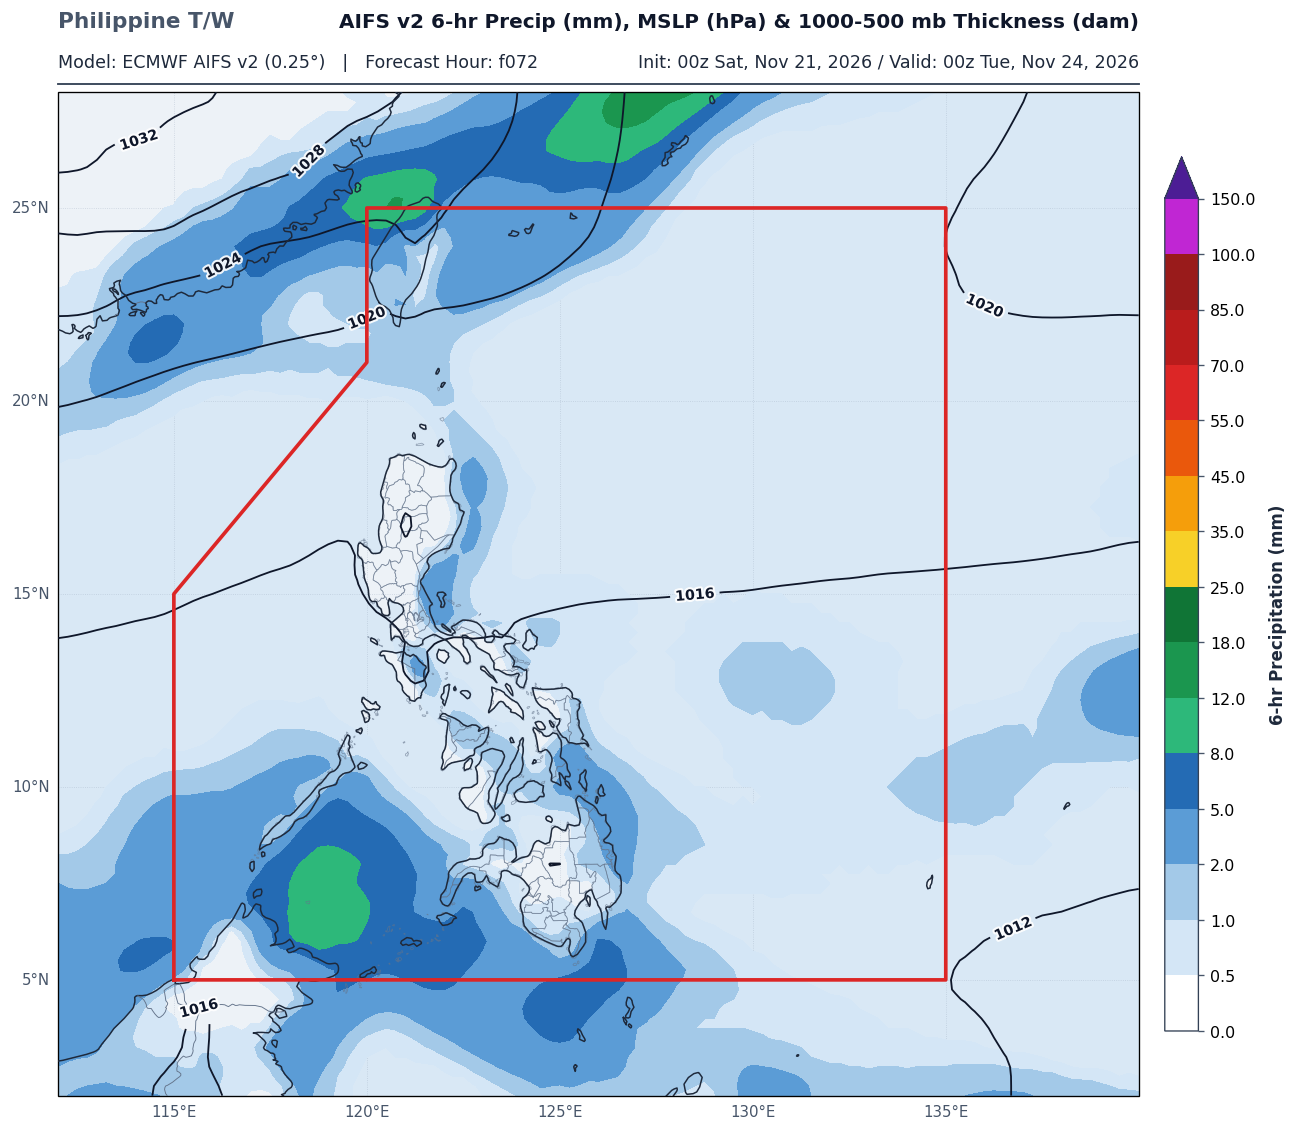 Philippine T/W
AIFS v2 6-hr Precip (mm), MSLP (hPa) & 1000-500 mb Thickness (dam)
Model: ECMWF AIFS v2 (0.25°) | Forecast Hour: f072
Init: 00z Sat, Nov 21, 2026 / Valid: 00z Tue, Nov 24, 2026
1032
1028
1024
1020
1020
1016
1012
1016
25°N
20°N
15°N
10°N
5°N
115°E
120°E
125°E
130°E
135°E
150.0
100.0
85.0
70.0
55.0
45.0
35.0
25.0
18.0
12.0
8.0
5.0
2.0
1.0
0.5
0.0
6-hr Precipitation (mm)